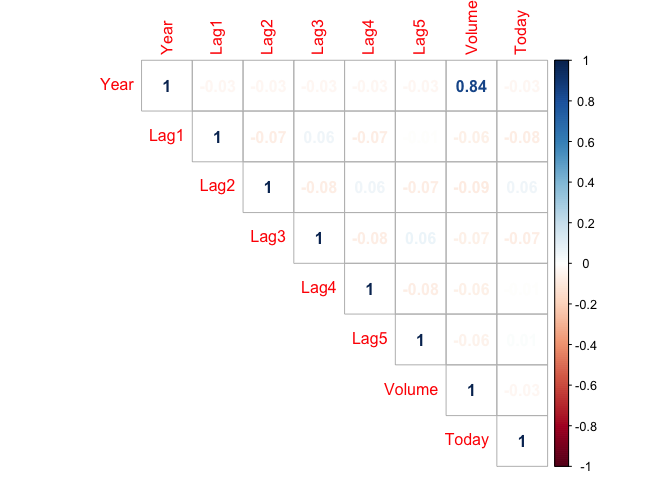 Year Lag1 Lag2 Lag3 Lag4 Lag5 Volume Today
Year 1 -0.03 -0.03 -0.03 -0.03 -0.03 0.84 -0.03
Lag1 1 -0.07 0.06 -0.07 -0.06 -0.08
Lag2 1 -0.08 0.06 -0.07 -0.09 0.06
Lag3 1 -0.08 0.06 -0.07 -0.07
Lag4 1 -0.08 -0.06
Lag5 1 -0.06 0.01
Volume 1 -0.03
Today 1
1
0.8
0.6
0.4
0.2
0
-0.2
-0.4
-0.6
-0.8
-1